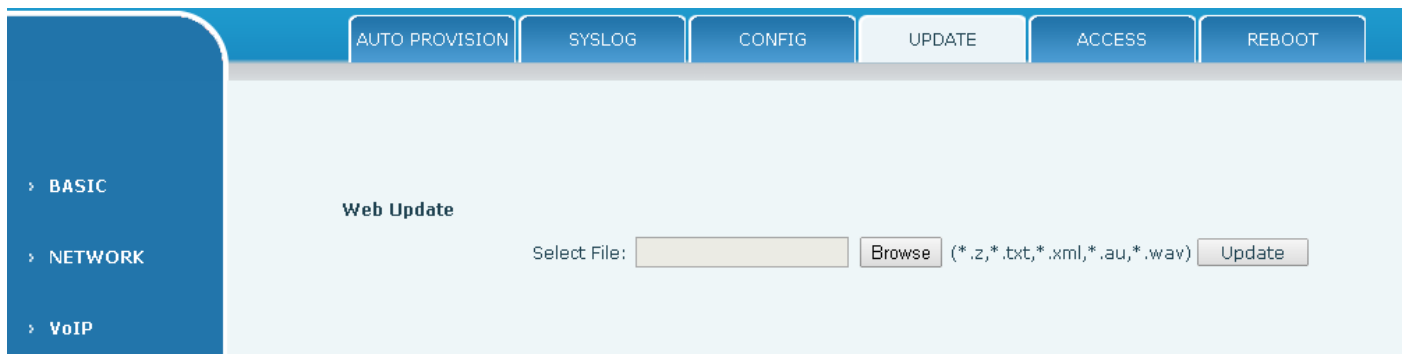 AUTO PROVISION SYSLOG CONFIG UPDATE ACCESS REBOOT
› BASIC
Web Update
› NETWORK
Select File: Browse (*.z,*.txt,*.xml,*.au,*.wav) Update
› VoIP